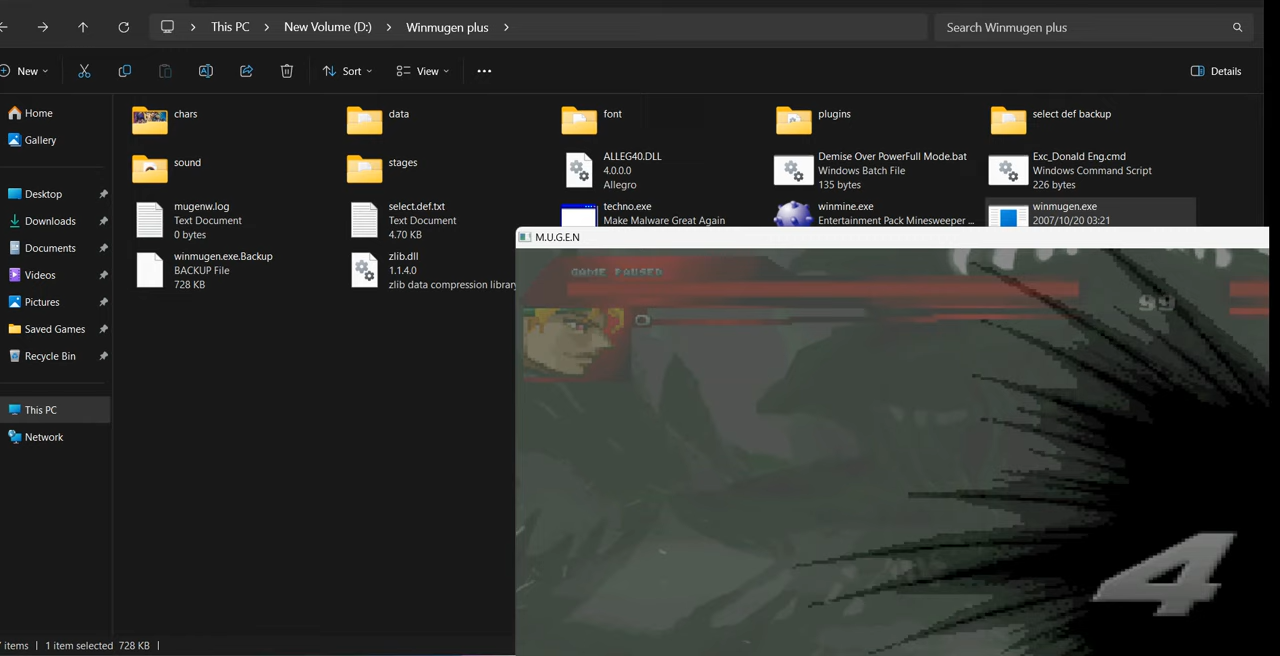 This PC
New Volume (D:)
Winmugen plus
Search Winmugen plus
New
Sort
View
Details
Home
Gallery
Desktop
Downloads
Documents
Videos
Pictures
Saved Games
Recycle Bin
This PC
Network
chars
data
font
plugins
select def backup
sound
stages
ALLEG40.DLL
4.0.0.0
Allegro
Demise Over PowerFull Mode.bat
Windows Batch File
135 bytes
Exc_Donald Eng.cmd
Windows Command Script
226 bytes
mugenw.log
Text Document
0 bytes
select.def.txt
Text Document
4.70 KB
techno.exe
Make Malware Great Again
winmine.exe
Entertainment Pack Minesweeper ...
winmugen.exe
2007/10/20 03:21
winmugen.exe.Backup
BACKUP File
728 KB
zlib.dll
1.1.4.0
zlib data compression library
M.U.G.E.N
GAME PAUSED
99
4
items
1 item selected 728 KB